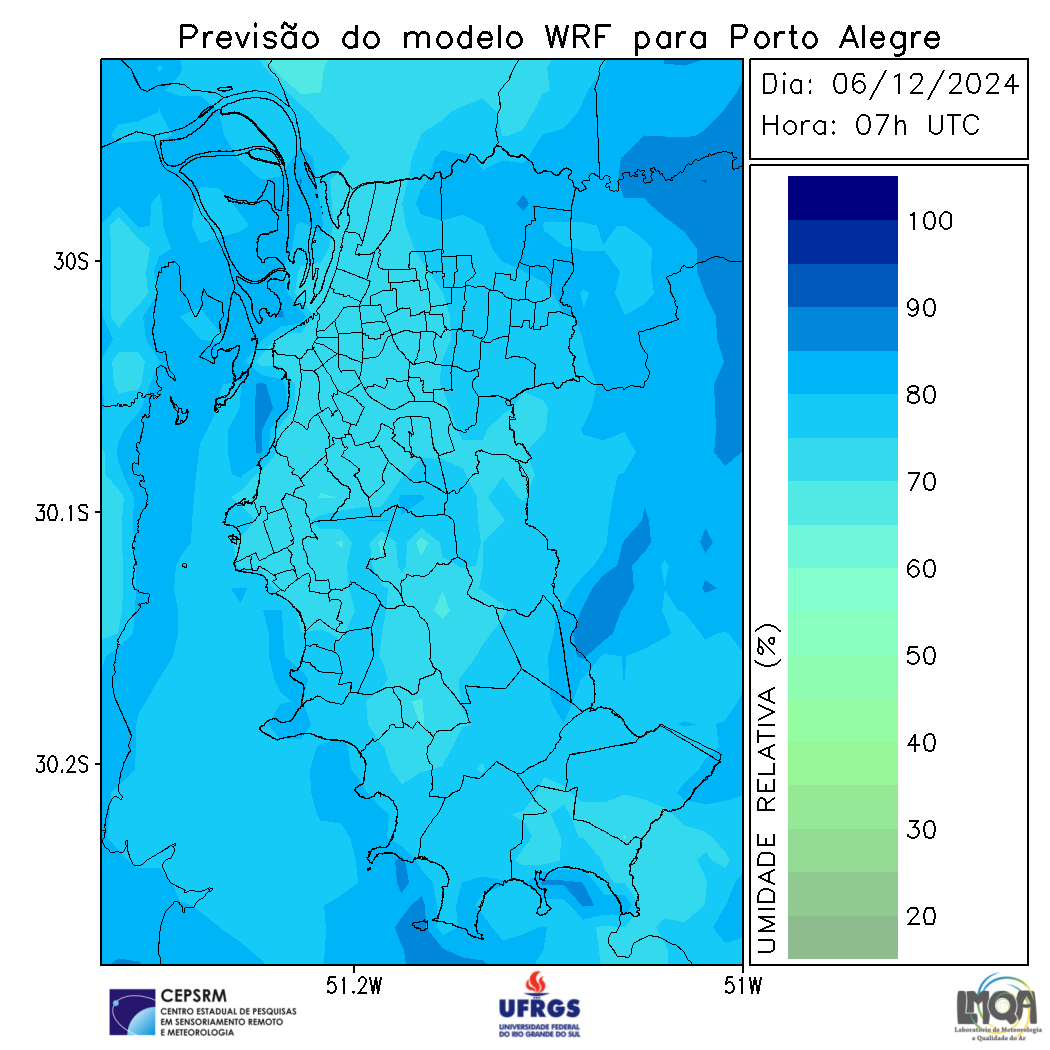 Previsão do modelo WRF para Porto Alegre
Dia: 06/12/2024
Hora: 07h UTC
30S
30.1S
30.2S
51.2W
51W
UMIDADE RELATIVA (%)
100
90
80
70
60
50
40
30
20
CEPSRM
CENTRO ESTADUAL DE PESQUISAS
EM SENSORIAMENTO REMOTO
E METEOROLOGIA
UFRGS
UNIVERSIDADE FEDERAL
DO RIO GRANDE DO SUL
LMQA
Laboratório de Meteorologia
e Qualidade do Ar